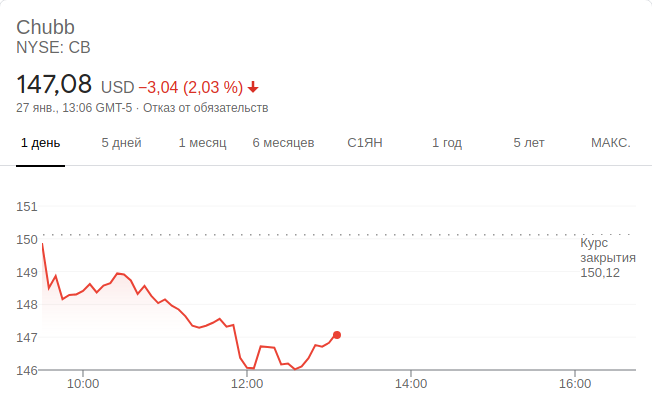 Chubb
NYSE: CB
147,08 USD −3,04 (2,03 %)
27 янв., 13:06 GMT-5 · Отказ от обязательств
1 день 5 дней 1 месяц 6 месяцев С1ЯН 1 год 5 лет МАКС.
151
150
149
148
147
146
Курс
закрытия
150,12
10:00 12:00 14:00 16:00